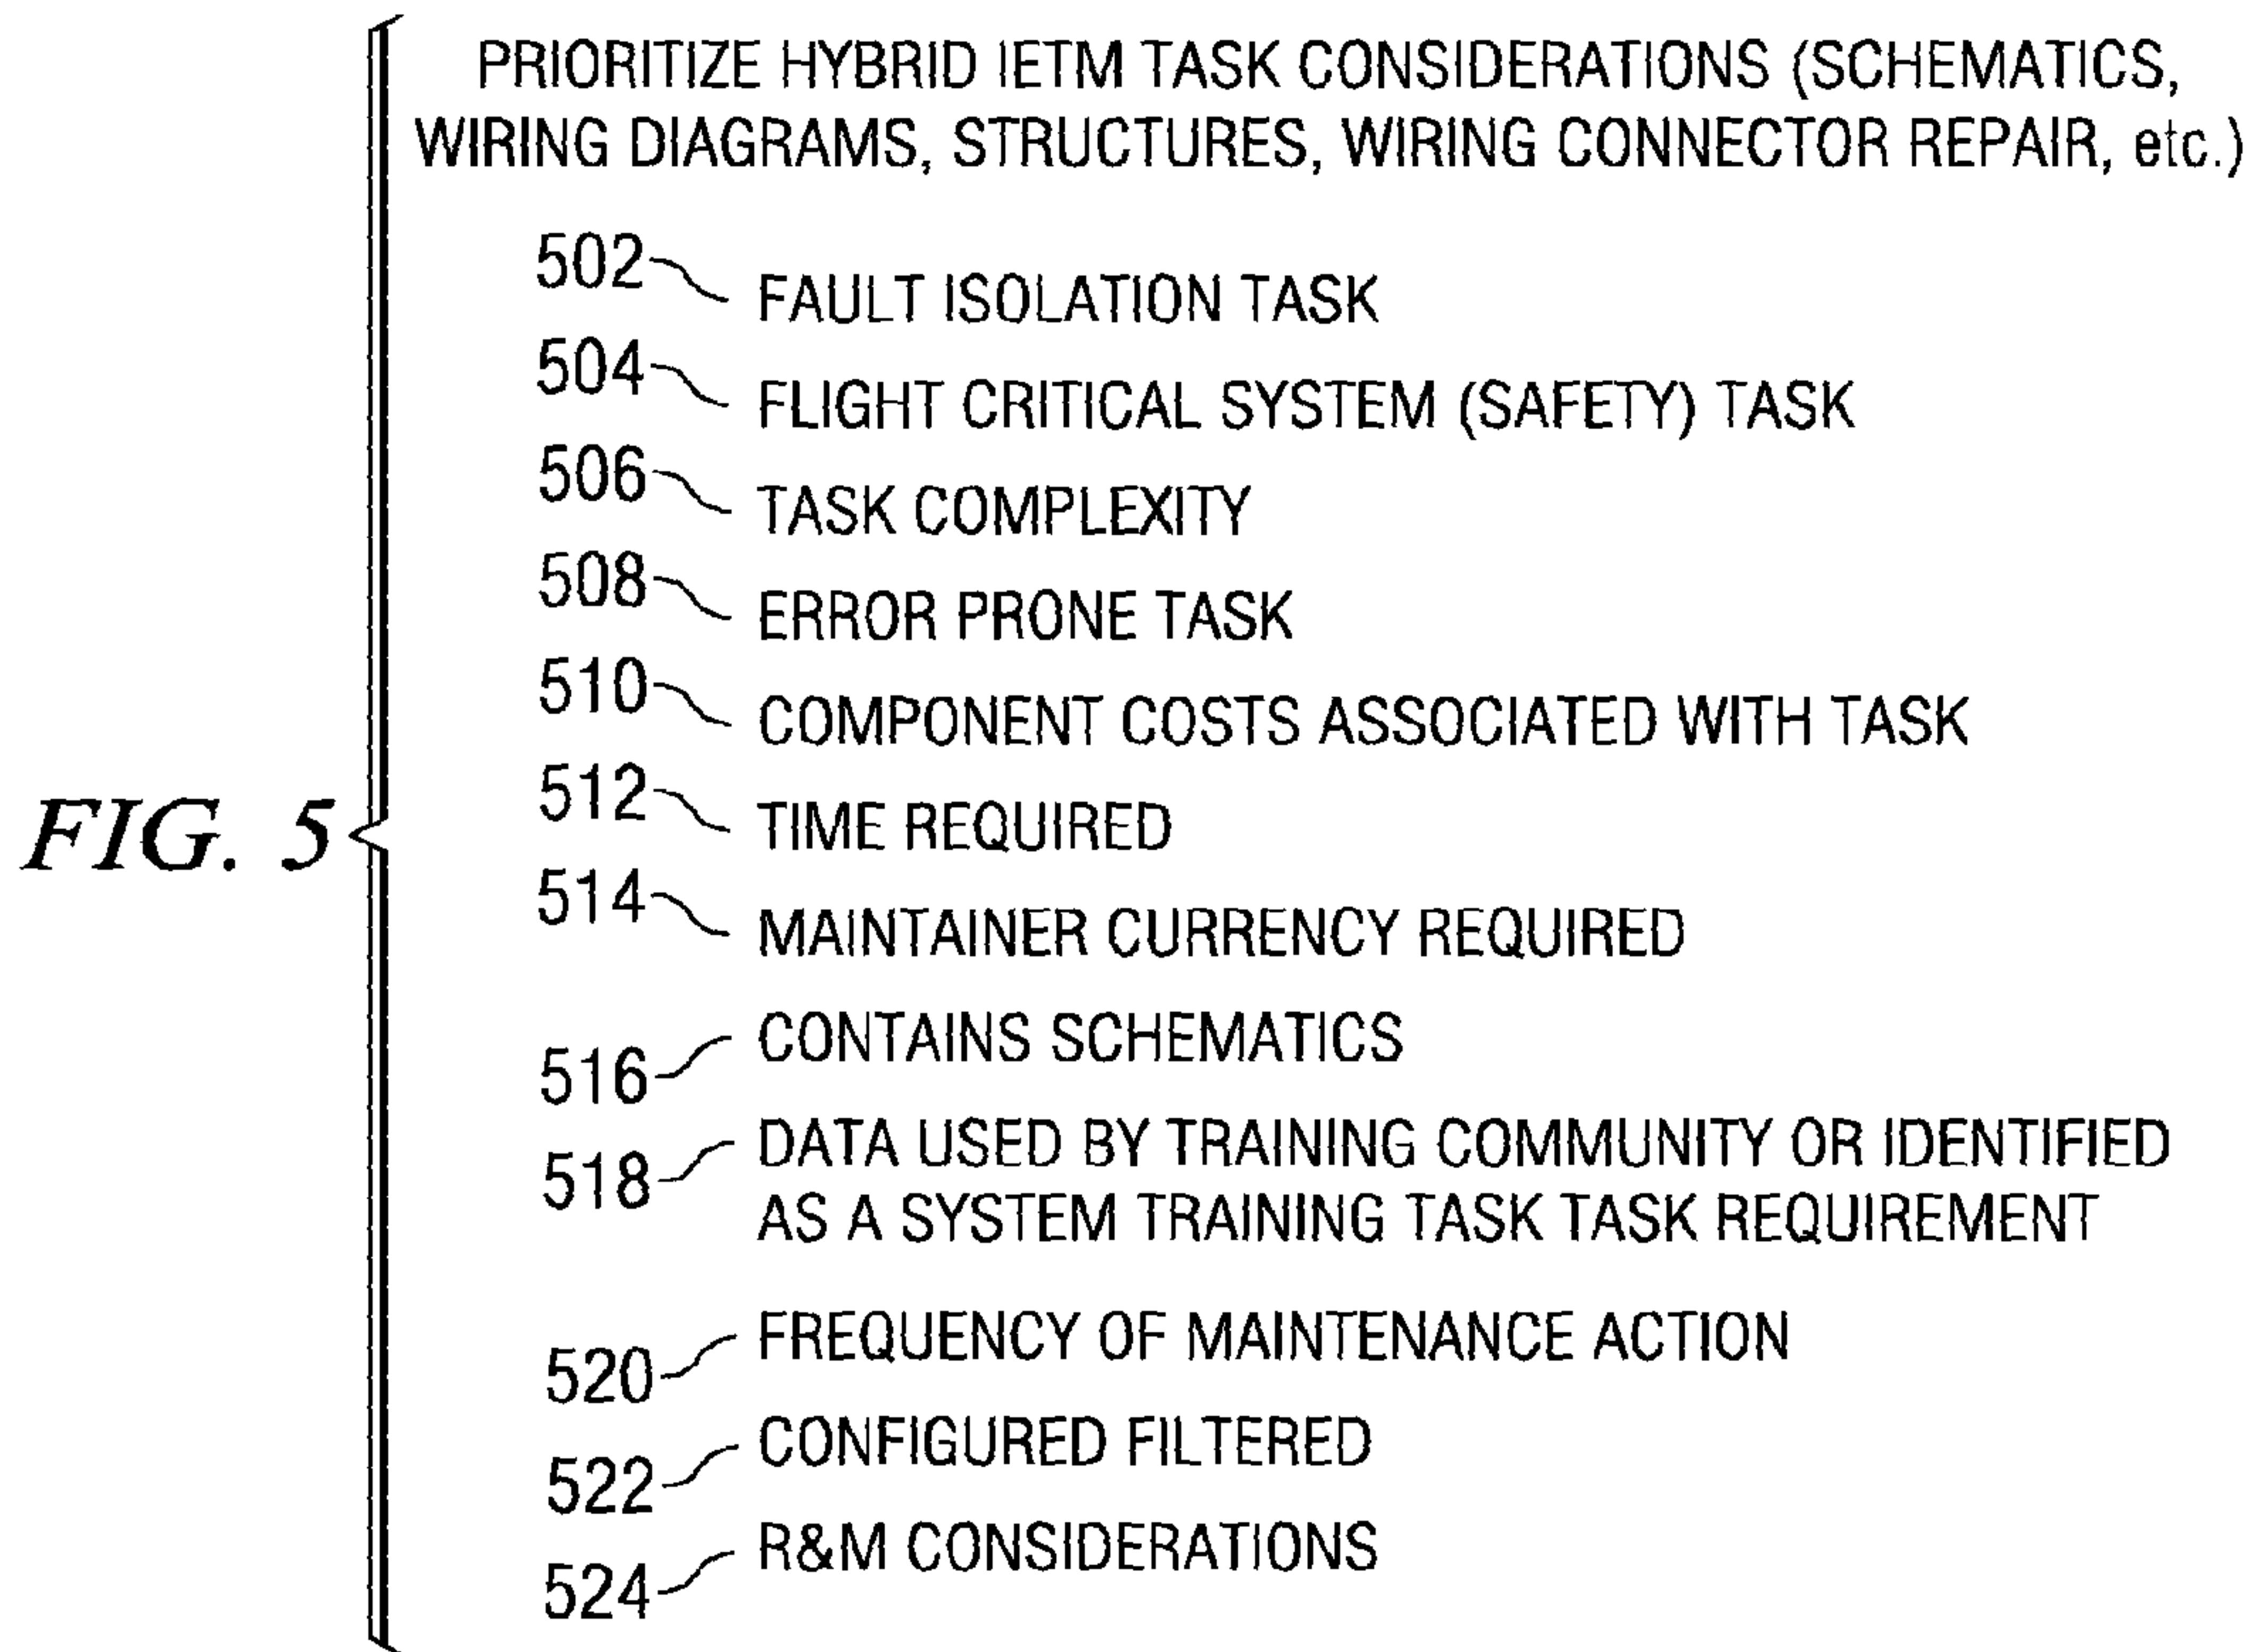 PRIORITIZE HYBRID IETM TASK CONSIDERATIONS (SCHEMATICS,
WIRING DIAGRAMS, STRUCTURES, WIRING CONNECTOR REPAIR, etc.)
502 FAULT ISOLATION TASK
504 FLIGHT CRITICAL SYSTEM (SAFETY) TASK
506 TASK COMPLEXITY
508 ERROR PRONE TASK
510 COMPONENT COSTS ASSOCIATED WITH TASK
512 TIME REQUIRED
FIG. 5
514 MAINTAINER CURRENCY REQUIRED
516 CONTAINS SCHEMATICS
518 DATA USED BY TRAINING COMMUNITY OR IDENTIFIED
AS A SYSTEM TRAINING TASK TASK REQUIREMENT
520 FREQUENCY OF MAINTENANCE ACTION
522 CONFIGURED FILTERED
524 R&M CONSIDERATIONS